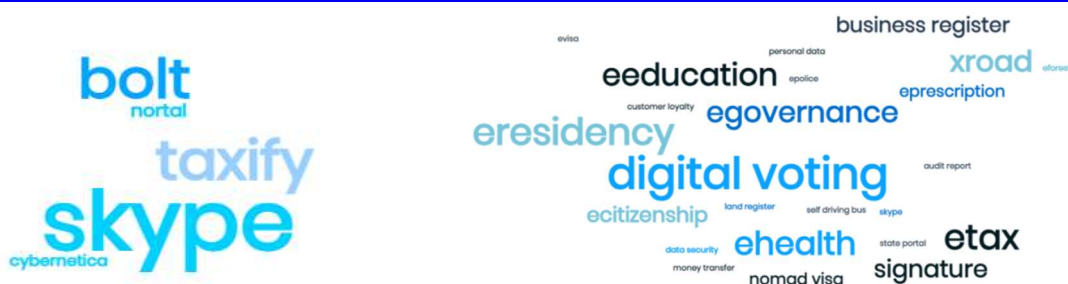 bolt
nortal
taxify
skype
cybernetica
business register
evisa
personal data
xroad
eeducation
epolice
eprescription
customer loyalty
egovernance
eresidency
digital voting
audit report
ecitizenship
land register
self driving bus
skype
data security
ehealth
state portal
etax
money transfer
nomad visa
signature